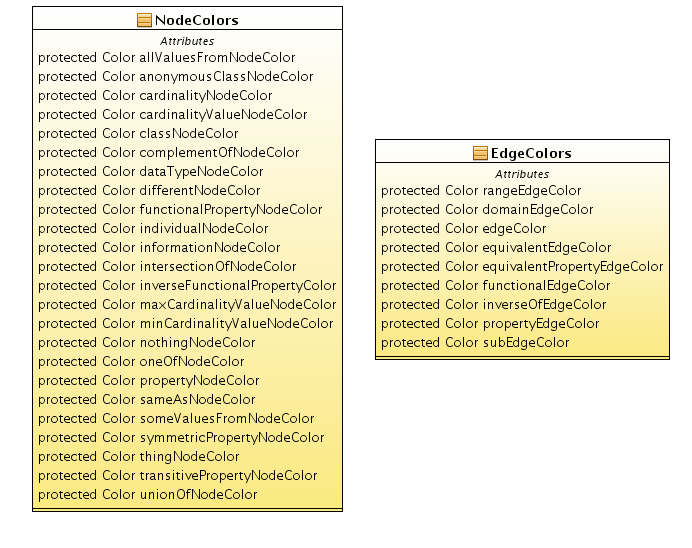 NodeColors
Attributes
protected Color allValuesFromNodeColor
protected Color anonymousClassNodeColor
protected Color cardinalityNodeColor
protected Color cardinalityValueNodeColor
protected Color classNodeColor
protected Color complementOfNodeColor
protected Color dataTypeNodeColor
protected Color differentNodeColor
protected Color functionalPropertyNodeColor
protected Color individualNodeColor
protected Color informationNodeColor
protected Color intersectionOfNodeColor
protected Color inverseFunctionalPropertyColor
protected Color maxCardinalityValueNodeColor
protected Color minCardinalityValueNodeColor
protected Color nothingNodeColor
protected Color oneOfNodeColor
protected Color propertyNodeColor
protected Color sameAsNodeColor
protected Color someValuesFromNodeColor
protected Color symmetricPropertyNodeColor
protected Color thingNodeColor
protected Color transitivePropertyNodeColor
protected Color unionOfNodeColor
EdgeColors
Attributes
protected Color rangeEdgeColor
protected Color domainEdgeColor
protected Color edgeColor
protected Color equivalentEdgeColor
protected Color equivalentPropertyEdgeColor
protected Color functionalEdgeColor
protected Color inverseOfEdgeColor
protected Color propertyEdgeColor
protected Color subEdgeColor